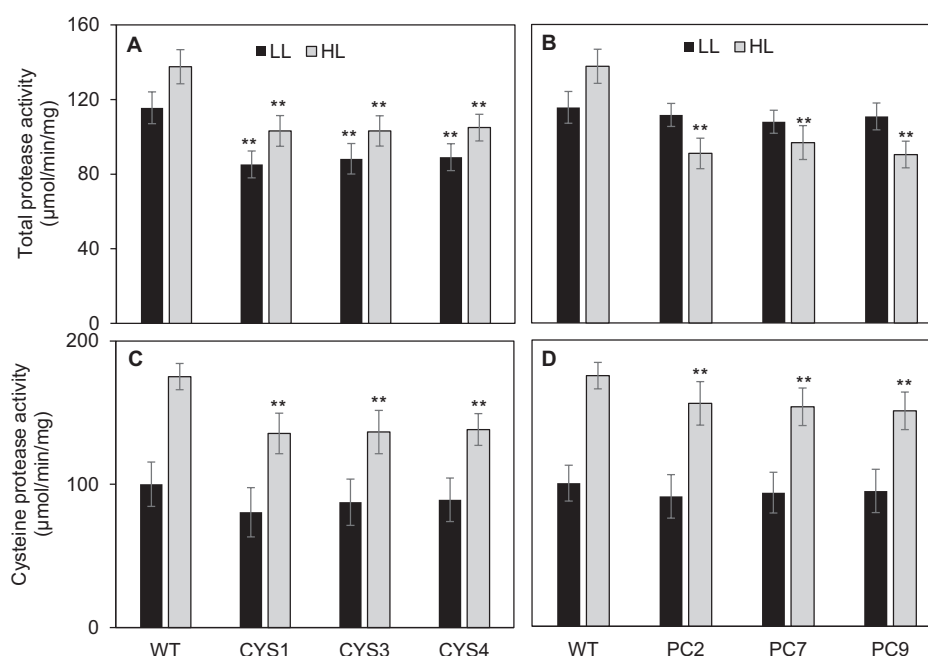 A
LL HL
B
LL HL
Total protease activity
(µmol/min/mg)
160
120
80
40
0
** ** ** ** ** **
** ** **
C
D
Cysteine protease activity
(µmol/min/mg)
200
100
0
** ** **
** ** **
WT CYS1 CYS3 CYS4
WT PC2 PC7 PC9